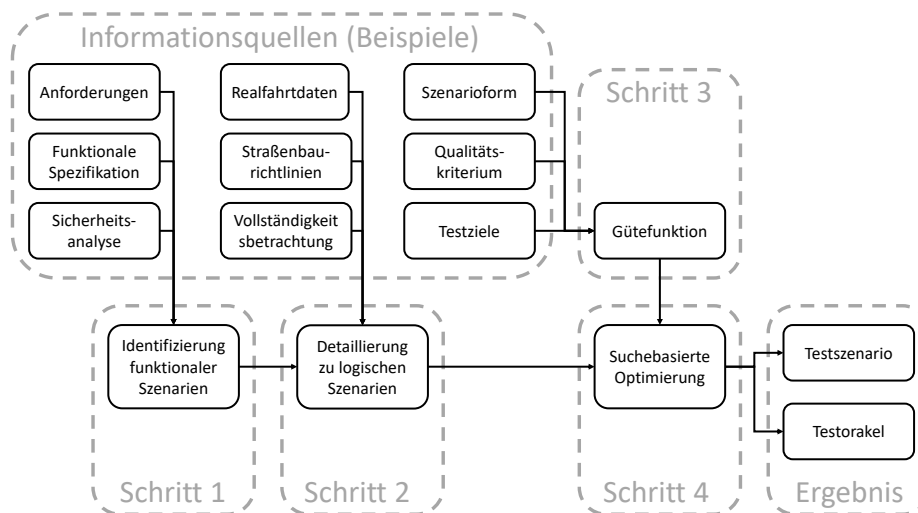 Informationsquellen (Beispiele)
Anforderungen
Funktionale
Spezifikation
Sicherheits-
analyse
Realfahrtdaten
Straßenbau-
richtlinien
Vollständigkeit
sbetrachtung
Szenarioform
Qualitäts-
kriterium
Testziele
Schritt 3
Gütefunktion
Identifizierung
funktionaler
Szenarien
Schritt 1
Detaillierung
zu logischen
Szenarien
Schritt 2
Suchebasierte
Optimierung
Schritt 4
Testszenario
Testorakel
Ergebnis